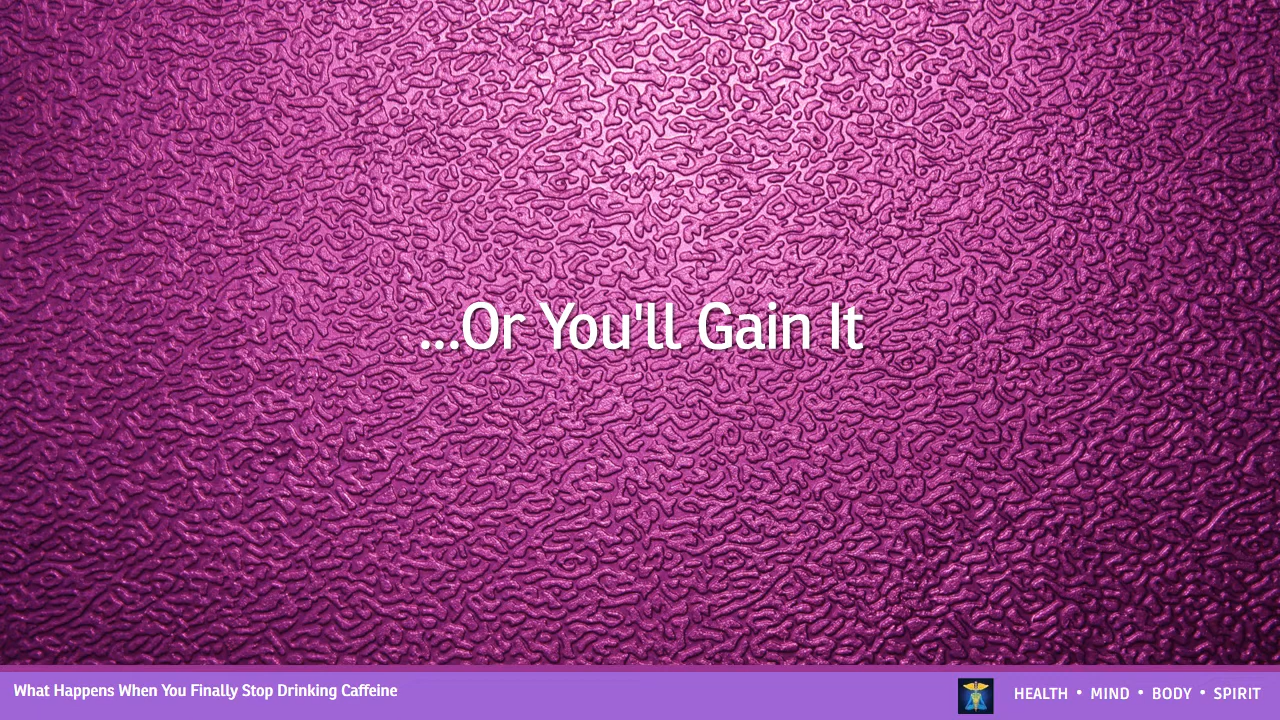 ...Or You'll Gain It
What Happens When You Finally Stop Drinking Caffeine
HEALTH • MIND • BODY • SPIRIT